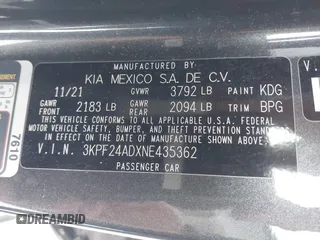 MFD BY
KIA MEXICO S.A. DE C.V.
11/21 GVWR 3792 LB PAINT KDG
GAWR FRONT 2183 LB GAWR REAR 2094 LB TRIM BPG
THIS VEHICLE CONFORMS TO ALL APPLICABLE U.S. FEDERAL
MOTOR VEHICLE SAFETY, BUMPER, AND THEFT PREVENTION
STANDARDS IN EFFECT ON THE DATE OF MANUFACTURE SHOWN ABOVE.
V.I.N. 3KPF24ADXNE435362
PASSENGER CAR
7610
V.I.
DREAMBID